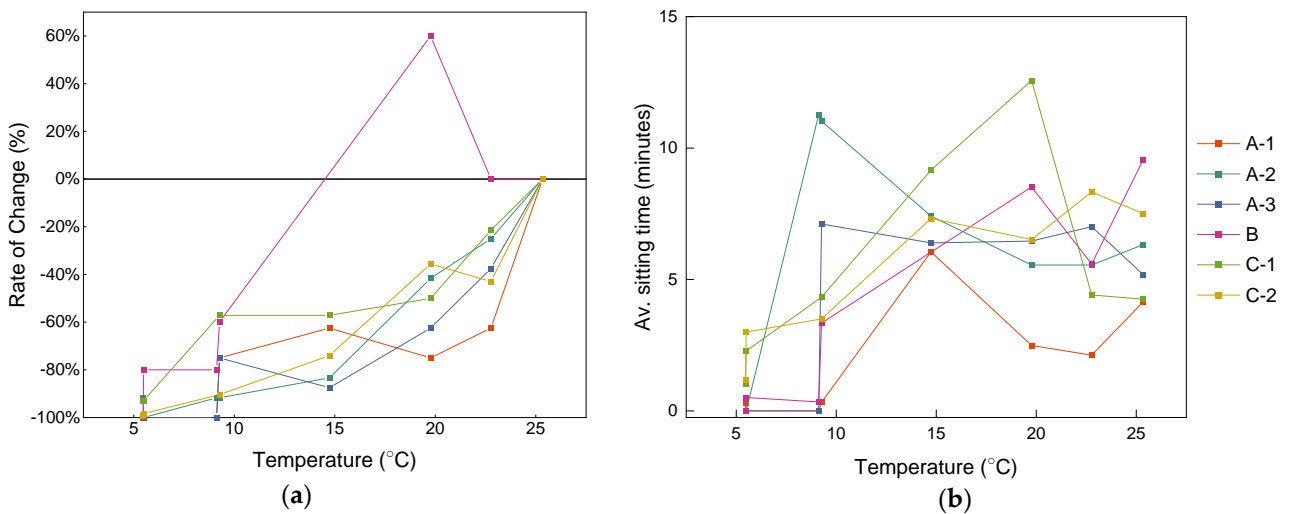 60%
40%
20%
0%
-20%
-40%
-60%
-80%
-100%
Rate of Change (%)
5
10
15
20
25
Temperature (°C)
(a)
15
10
5
0
Av. sitting time (minutes)
5
10
15
20
25
Temperature (°C)
(b)
A-1
A-2
A-3
B
C-1
C-2